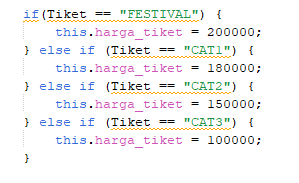 if(Tiket == "FESTIVAL") {
this.harga_tiket = 200000;
} else if (Tiket == "CAT1") {
this.harga_tiket = 180000;
} else if (Tiket == "CAT2") {
this.harga_tiket = 150000;
} else if (Tiket == "CAT3") {
this.harga_tiket = 100000;
}